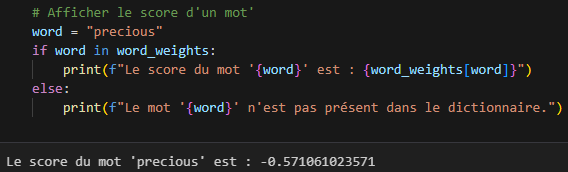 # Afficher le score d'un mot'
word = "precious"
if word in word_weights:
    print(f"Le score du mot '{word}' est : {word_weights[word]}")
else:
    print(f"Le mot '{word}' n'est pas présent dans le dictionnaire.")
Le score du mot 'precious' est : -0.571061023571